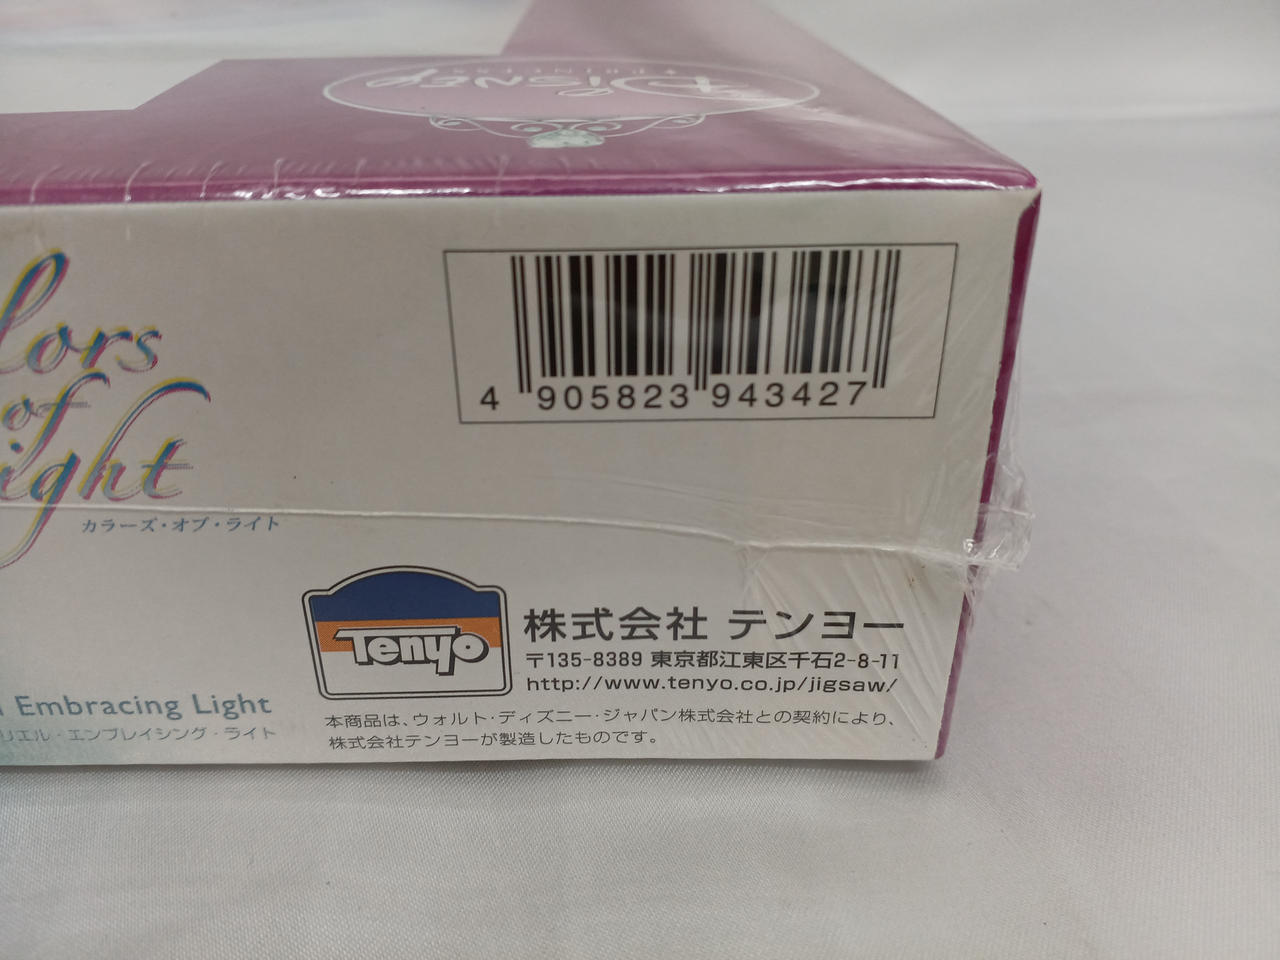 DISNEY
PRINCESS
lors
of
ight
カラーズ・オブ・ライト
4 905823 943427
Tenyo
株式会社 テンヨー
〒135-8389 東京都江東区千石2-8-11
http://www.tenyo.co.jp/jigsaw/
Embracing Light
リエル・エンブレイシング・ライト
本商品は、ウォルト・ディズニー・ジャパン株式会社との契約により、
株式会社テンヨーが製造したものです。